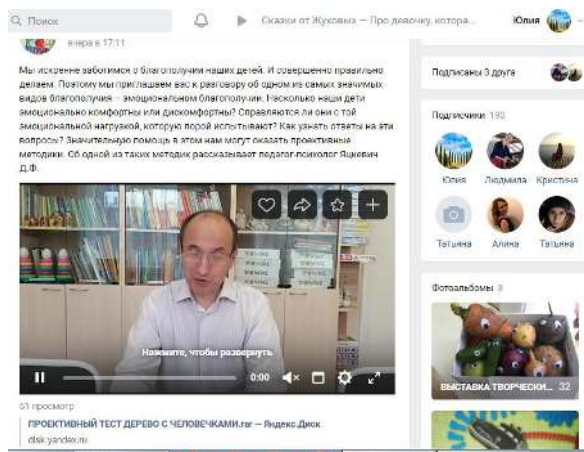 Поиск
Сказки от Жуковых — Про девочку, котора...
Юлия
вчера в 17:11
Мы искренне заботимся о благополучии наших детей. И совершенно правильно
делаем. Поэтому мы приглашаем вас к разговору об одном из самых значимых
видов благополучия – эмоциональном благополучии. Насколько наши дети
эмоционально комфортны или дискомфортны? Справляются ли они с той
эмоциональной нагрузкой, которую порой испытывают? Как узнать ответы на эти
вопросы? Значительную помощь в этом нам могут оказать проективные
методики. Об одной из таких методик рассказывает педагог-психолог Яцкевич
Д.Ф.
Нажмите, чтобы развернуть
0:00
51 просмотр
ПРОЕКТИВНЫЙ ТЕСТ ДЕРЕВО С ЧЕЛОВЕЧКАМИ.rar — Яндекс.Диск
disk.yandex.ru
Подписаны 3 друга
Подписчики 190
Юлия Людмила Кристина
Татьяна Алина Татьяна
Фотоальбомы 3
ВЫСТАВКА ТВОРЧЕСКИ... 32